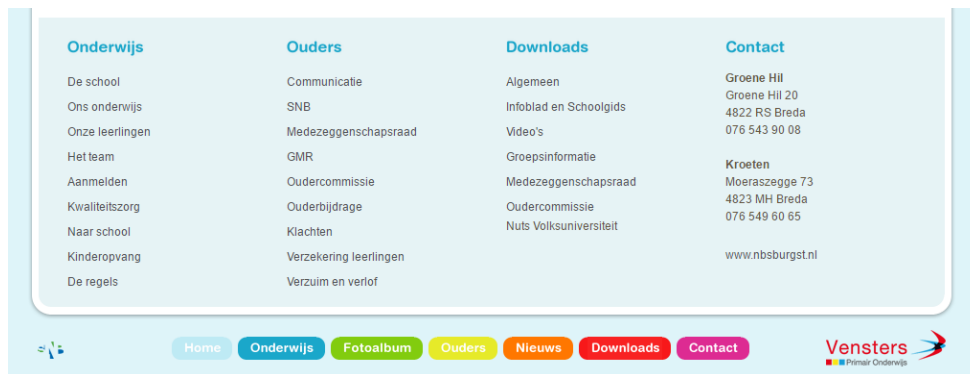 Onderwijs
De school
Ons onderwijs
Onze leerlingen
Het team
Aanmelden
Kwaliteitszorg
Naar school
Kinderopvang
De regels
Ouders
Communicatie
SNB
Medezeggenschapsraad
GMR
Oudercommissie
Ouderbijdrage
Klachten
Verzekering leerlingen
Verzuim en verlof
Downloads
Algemeen
Infoblad en Schoolgids
Video's
Groepsinformatie
Medezeggenschapsraad
Oudercommissie
Nuts Volksuniversiteit
Contact
Groene Hil
Groene Hil 20
4822 RS Breda
076 543 90 08
Kroeten
Moeraszegge 73
4823 MH Breda
076 549 60 65
www.nbsburgst.nl
Home Onderwijs Fotoalbum Ouders Nieuws Downloads Contact
Vensters
Primair Onderwijs